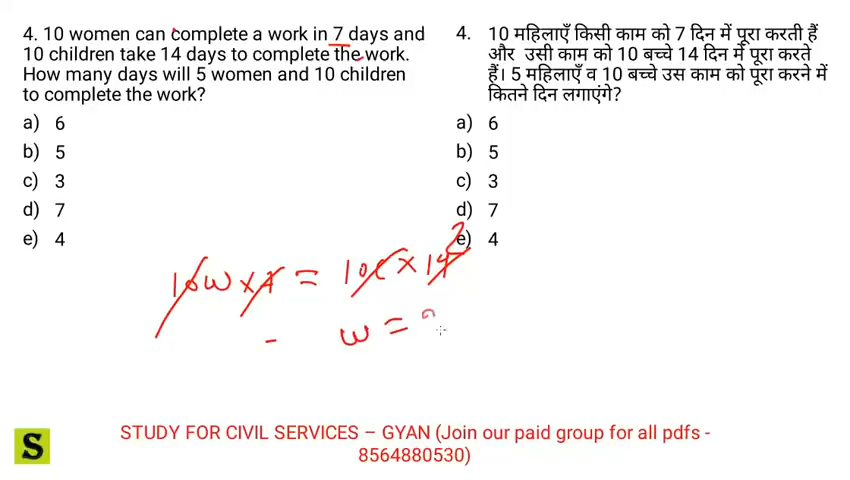 4. 10 women can complete a work in 7 days and
10 children take 14 days to complete the work.
How many days will 5 women and 10 children
to complete the work?
a) 6
b) 5
c) 3
d) 7
e) 4
4. 10 महिलाएँ किसी काम को 7 दिन में पूरा करती हैं
और उसी काम को 10 बच्चे 14 दिन में पूरा करते
हैं। 5 महिलाएँ व 10 बच्चे उस काम को पूरा करने में
कितने दिन लगाएंगे?
a) 6
b) 5
c) 3
d) 7
e) 4
2
10w × 7 = 10c × 14
w =
S
STUDY FOR CIVIL SERVICES – GYAN (Join our paid group for all pdfs -
8564880530)